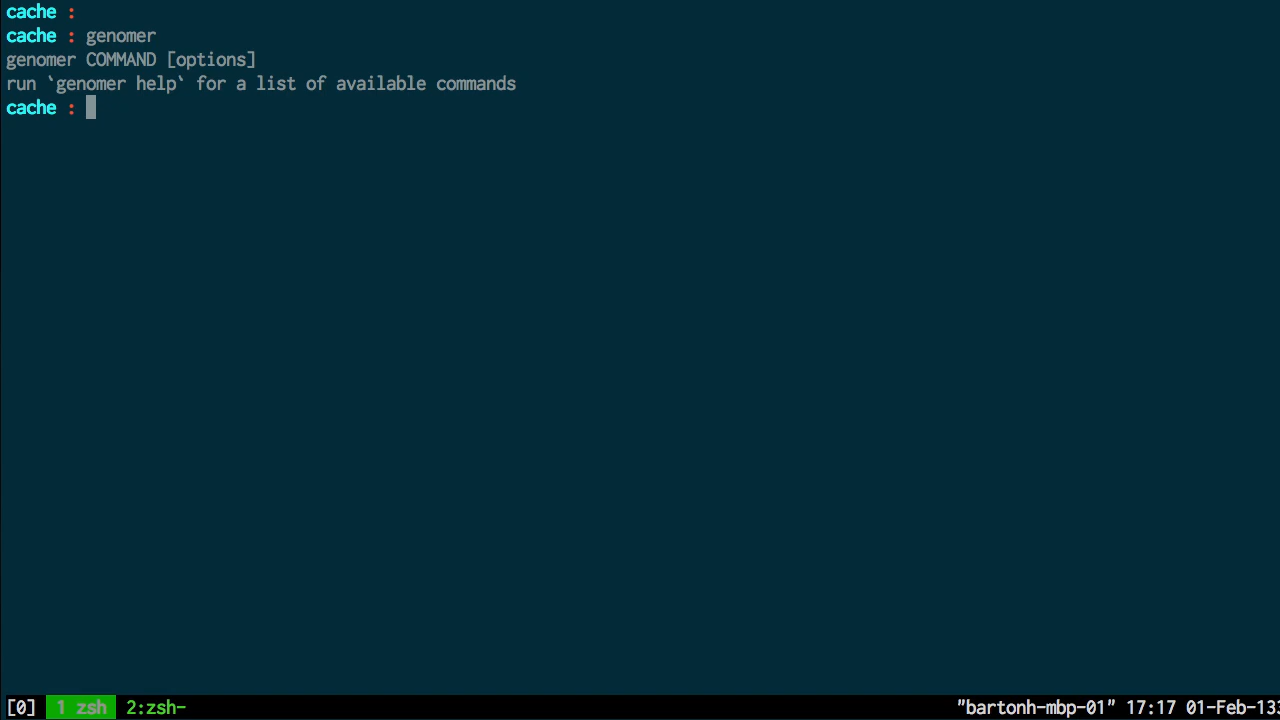 cache :
cache : genomer
genomer COMMAND [options]
run `genomer help` for a list of available commands
cache :
[0] 1 zsh 2:zsh- "bartonh-mbp-01" 17:17 01-Feb-13